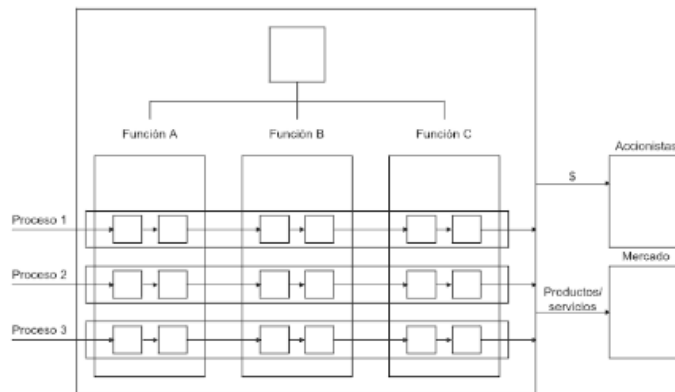 Función A
Función B
Función C
Accionistas
$
Proceso 1
Mercado
Proceso 2
Productos/
servicios
Proceso 3